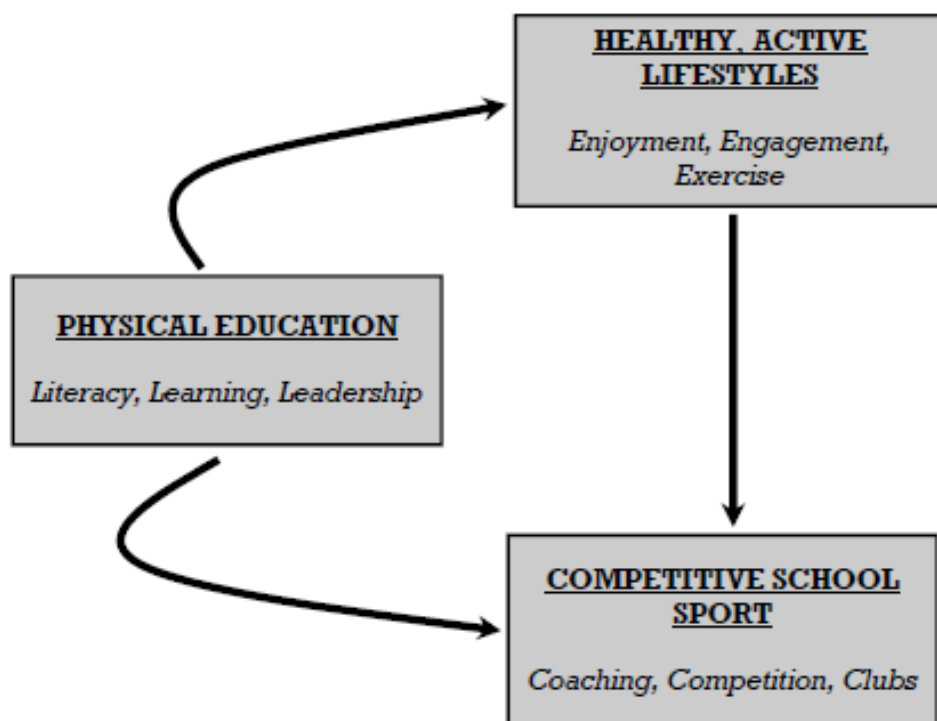 HEALTHY, ACTIVE
LIFESTYLES
Enjoyment, Engagement,
Exercise
PHYSICAL EDUCATION
Literacy, Learning, Leadership
COMPETITIVE SCHOOL
SPORT
Coaching, Competition, Clubs